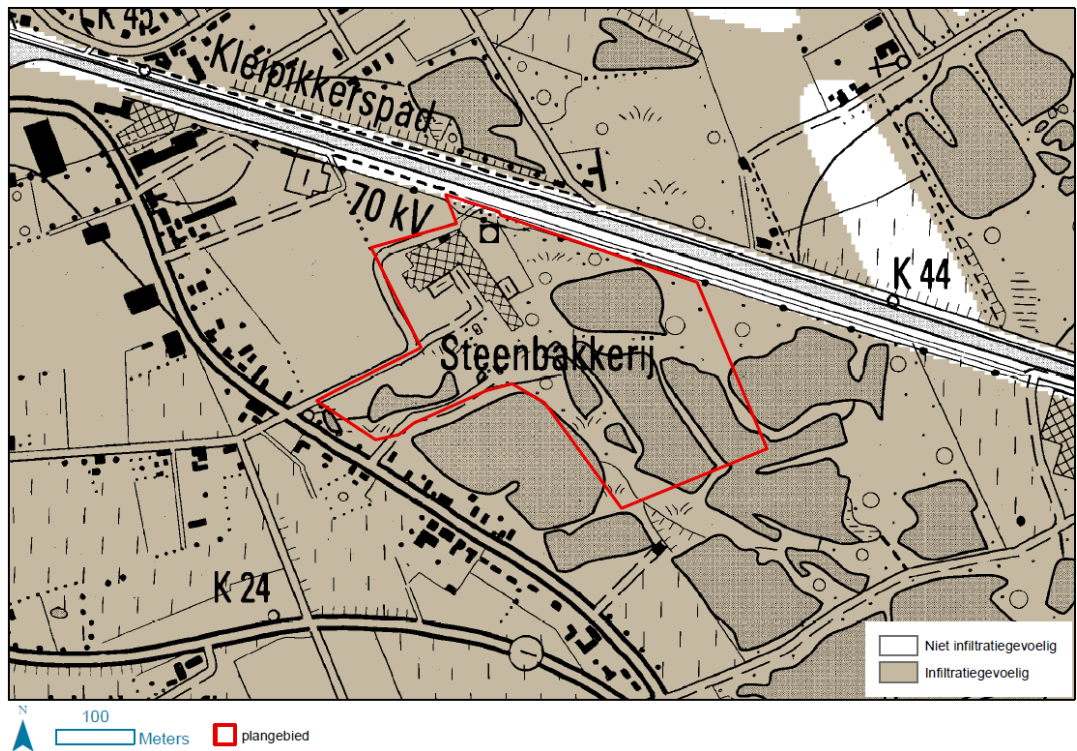 K 45
Kleipikkerspad
70 kV
K 44
Steenbakkerij
K 24
Niet infiltratiegevoelig
Infiltratiegevoelig
N
100
Meters
plangebied